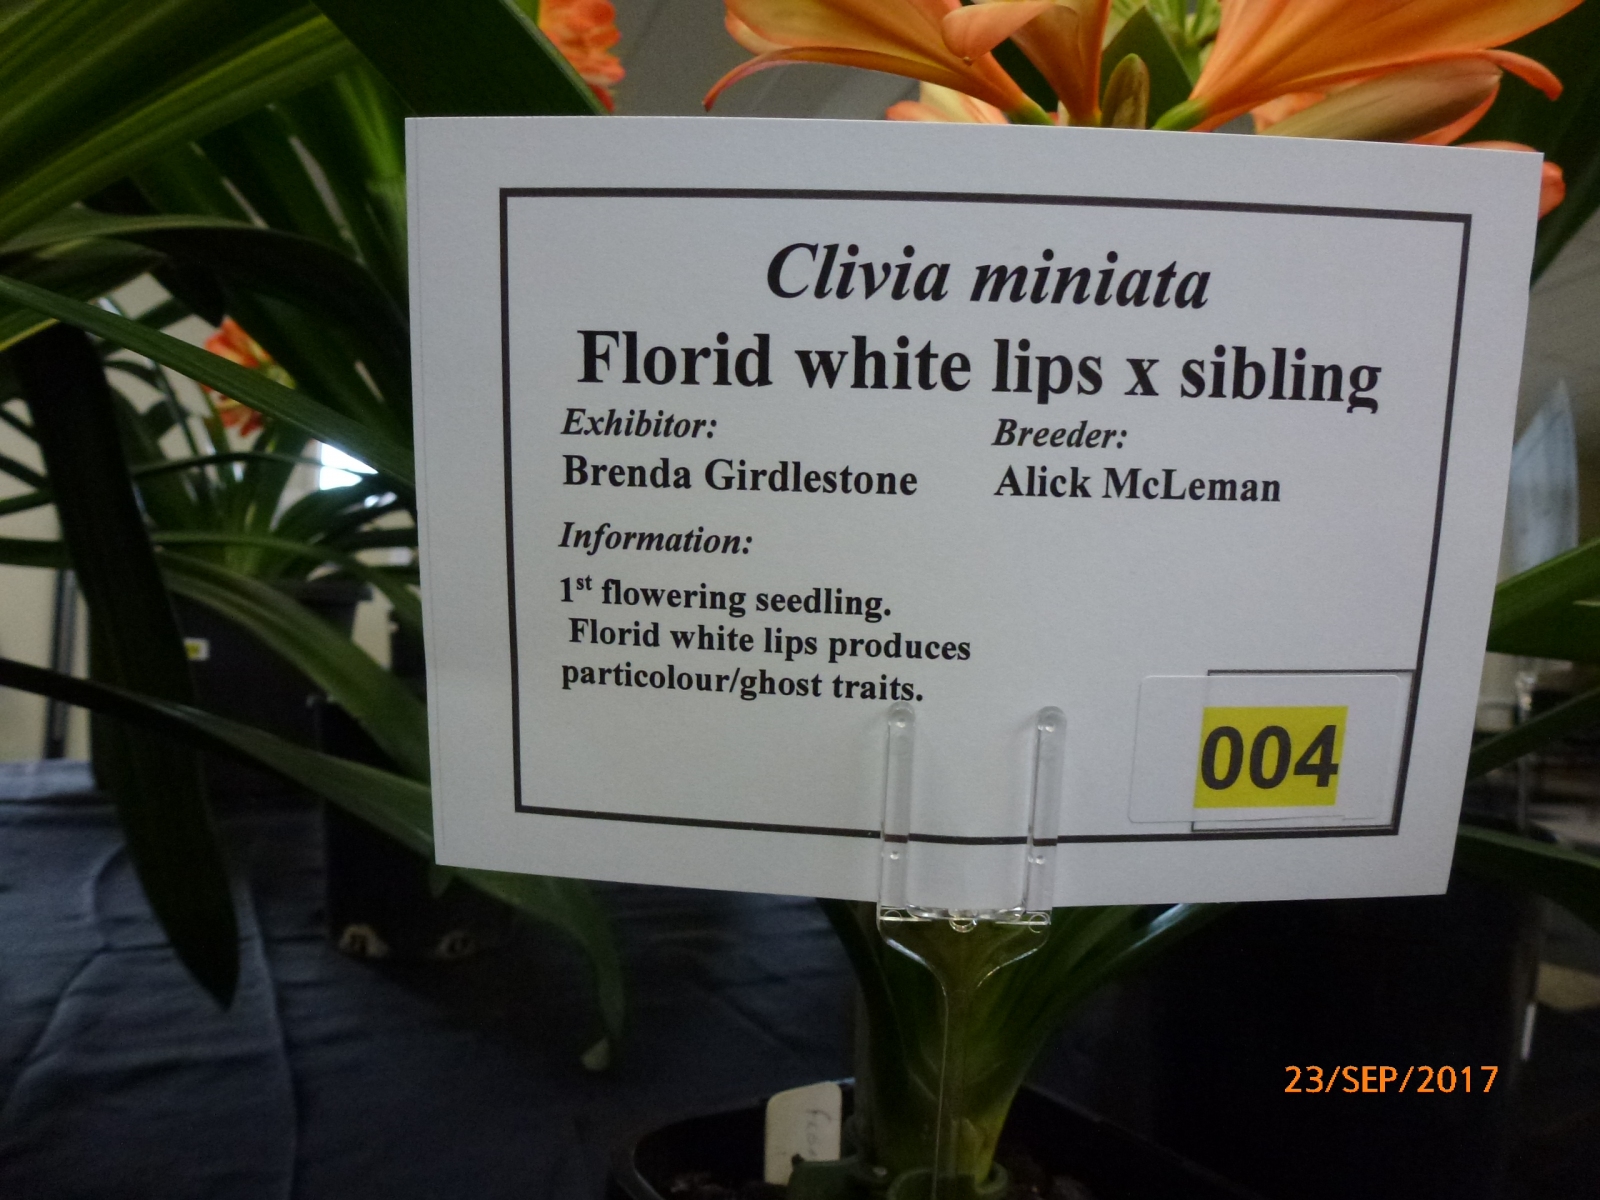 Clivia miniata
Florid white lips x sibling
Exhibitor: Breeder:
Brenda Girdlestone Alick McLeman
Information:
1st flowering seedling.
Florid white lips produces
particolour/ghost traits.
004
23/SEP/2017